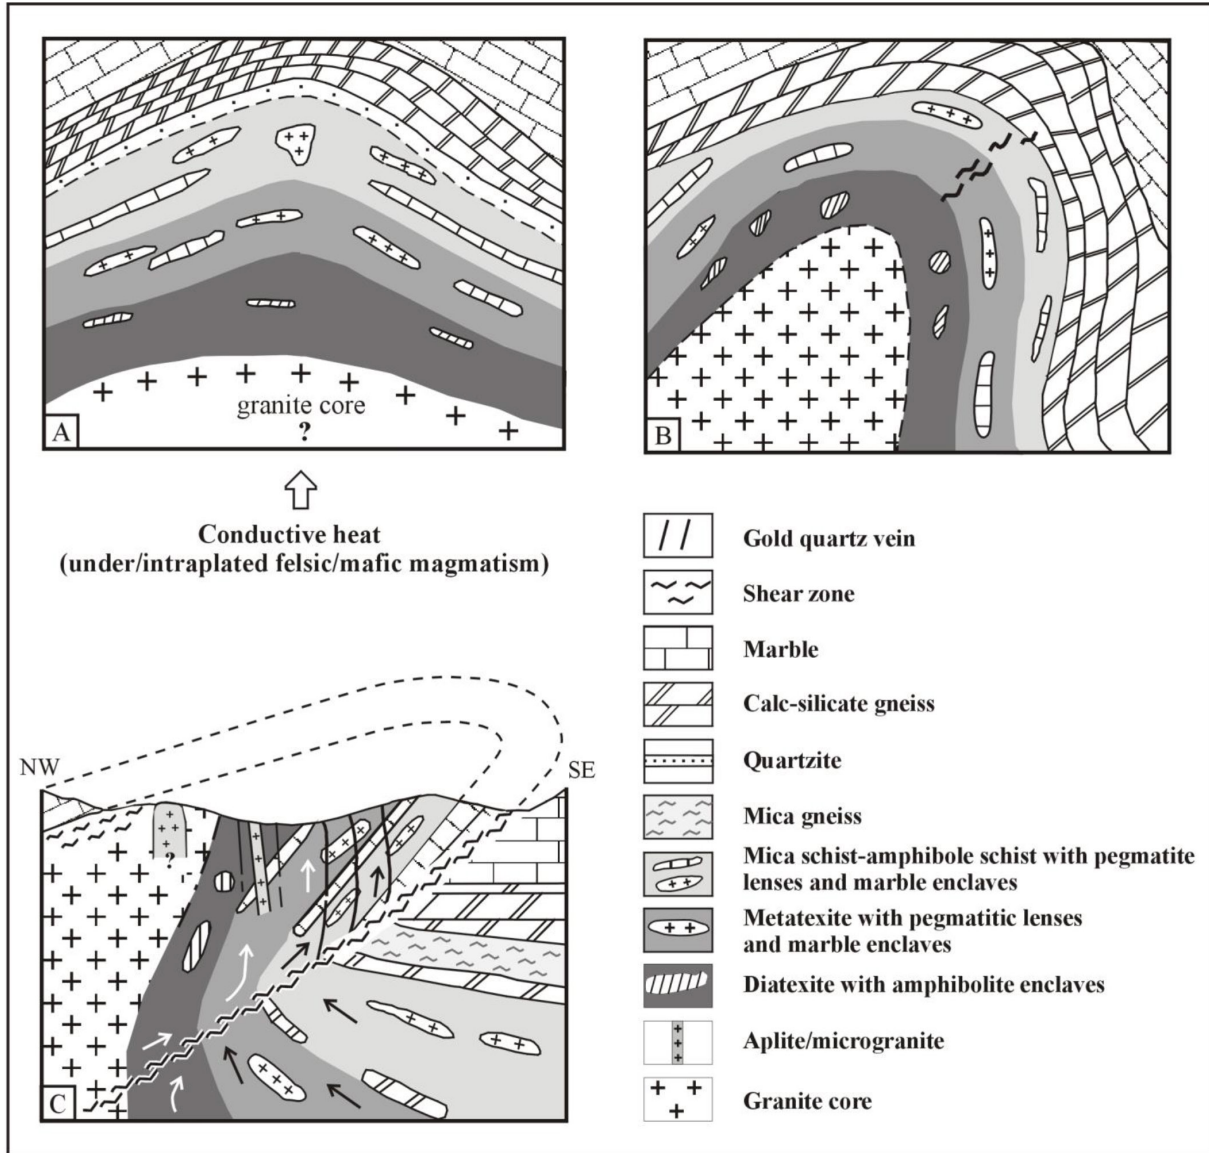 granite core
?
A
B
Conductive heat
(under/intraplated felsic/mafic magmatism)
NW
SE
?
C
Gold quartz vein
Shear zone
Marble
Calc-silicate gneiss
Quartzite
Mica gneiss
Mica schist-amphibole schist with pegmatite
lenses and marble enclaves
Metatexite with pegmatitic lenses
and marble enclaves
Diatexite with amphibolite enclaves
Aplite/microgranite
Granite core